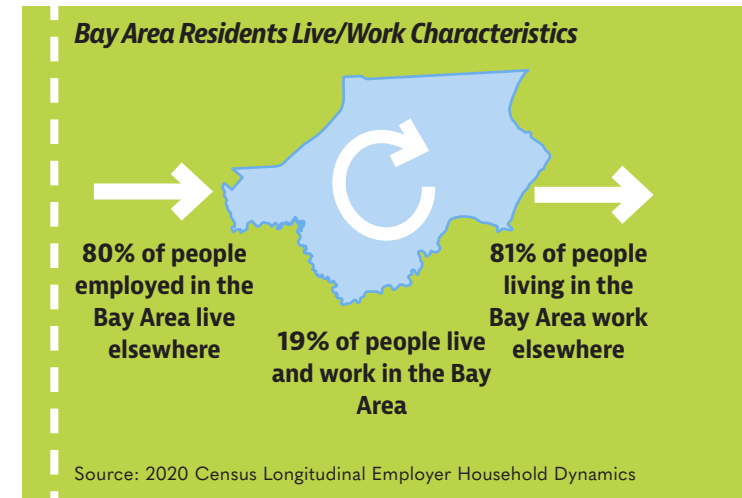 Bay Area Residents Live/Work Characteristics
80% of people
employed in the
Bay Area live
elsewhere
19% of people live
and work in the Bay
Area
81% of people
living in the
Bay Area work
elsewhere
Source: 2020 Census Longitudinal Employer Household Dynamics